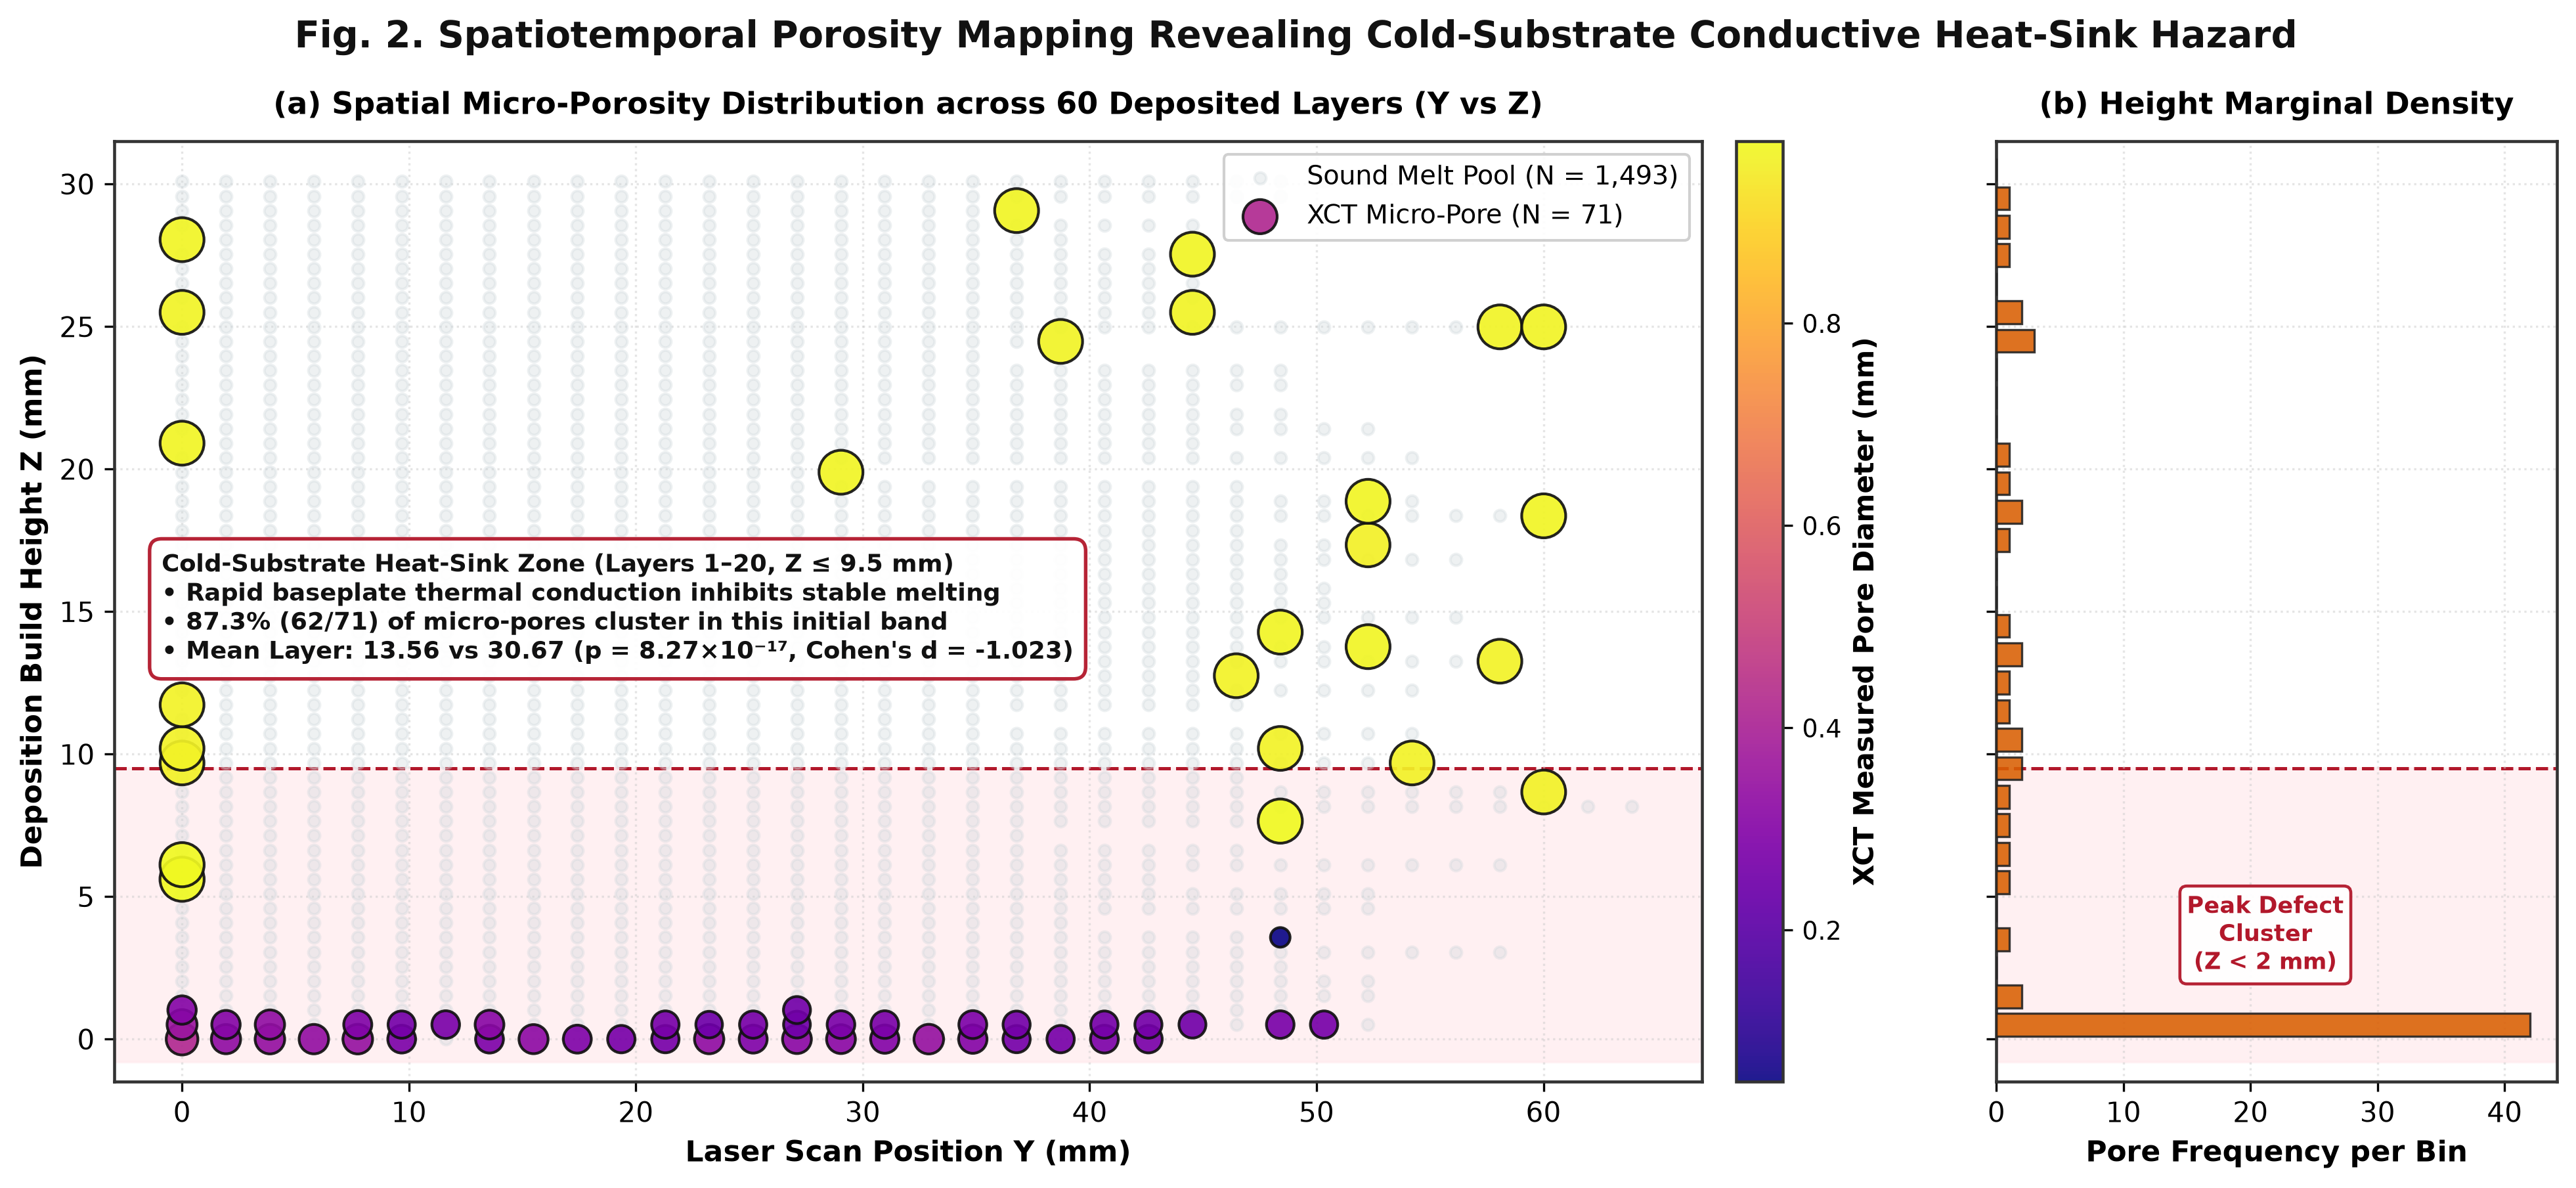 Fig. 2. Spatiotemporal Porosity Mapping Revealing Cold-Substrate Conductive Heat-Sink Hazard
(a) Spatial Micro-Porosity Distribution across 60 Deposited Layers (Y vs Z)
Sound Melt Pool (N = 1,493)
XCT Micro-Pore (N = 71)
Cold-Substrate Heat-Sink Zone (Layers 1–20, Z ≤ 9.5 mm)
• Rapid baseplate thermal conduction inhibits stable melting
• 87.3% (62/71) of micro-pores cluster in this initial band
• Mean Layer: 13.56 vs 30.67 (p = 8.27×10⁻¹⁷, Cohen's d = -1.023)
Deposition Build Height Z (mm)
30
25
20
15
10
5
0
0
10
20
30
40
50
60
Laser Scan Position Y (mm)
0.8
0.6
0.4
0.2
XCT Measured Pore Diameter (mm)
(b) Height Marginal Density
Peak Defect
Cluster
(Z < 2 mm)
0
10
20
30
40
Pore Frequency per Bin